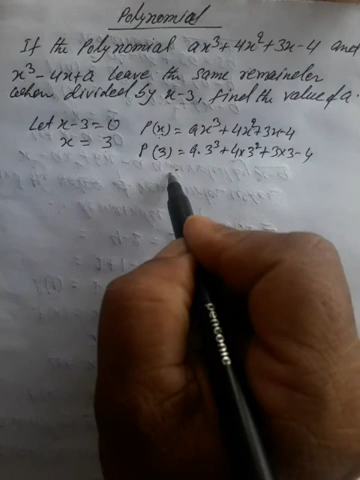 Polynomial
If the Polynomial ax³+4x²+3x-4 and
x³-4x+a leave the same remainder
when divided by x-3, find the value of a.
Let x-3=0 P(x) = ax³+4x²+3x-4
x = 3 P(3) = a.3³+4x3²+3x3-4
pentonic